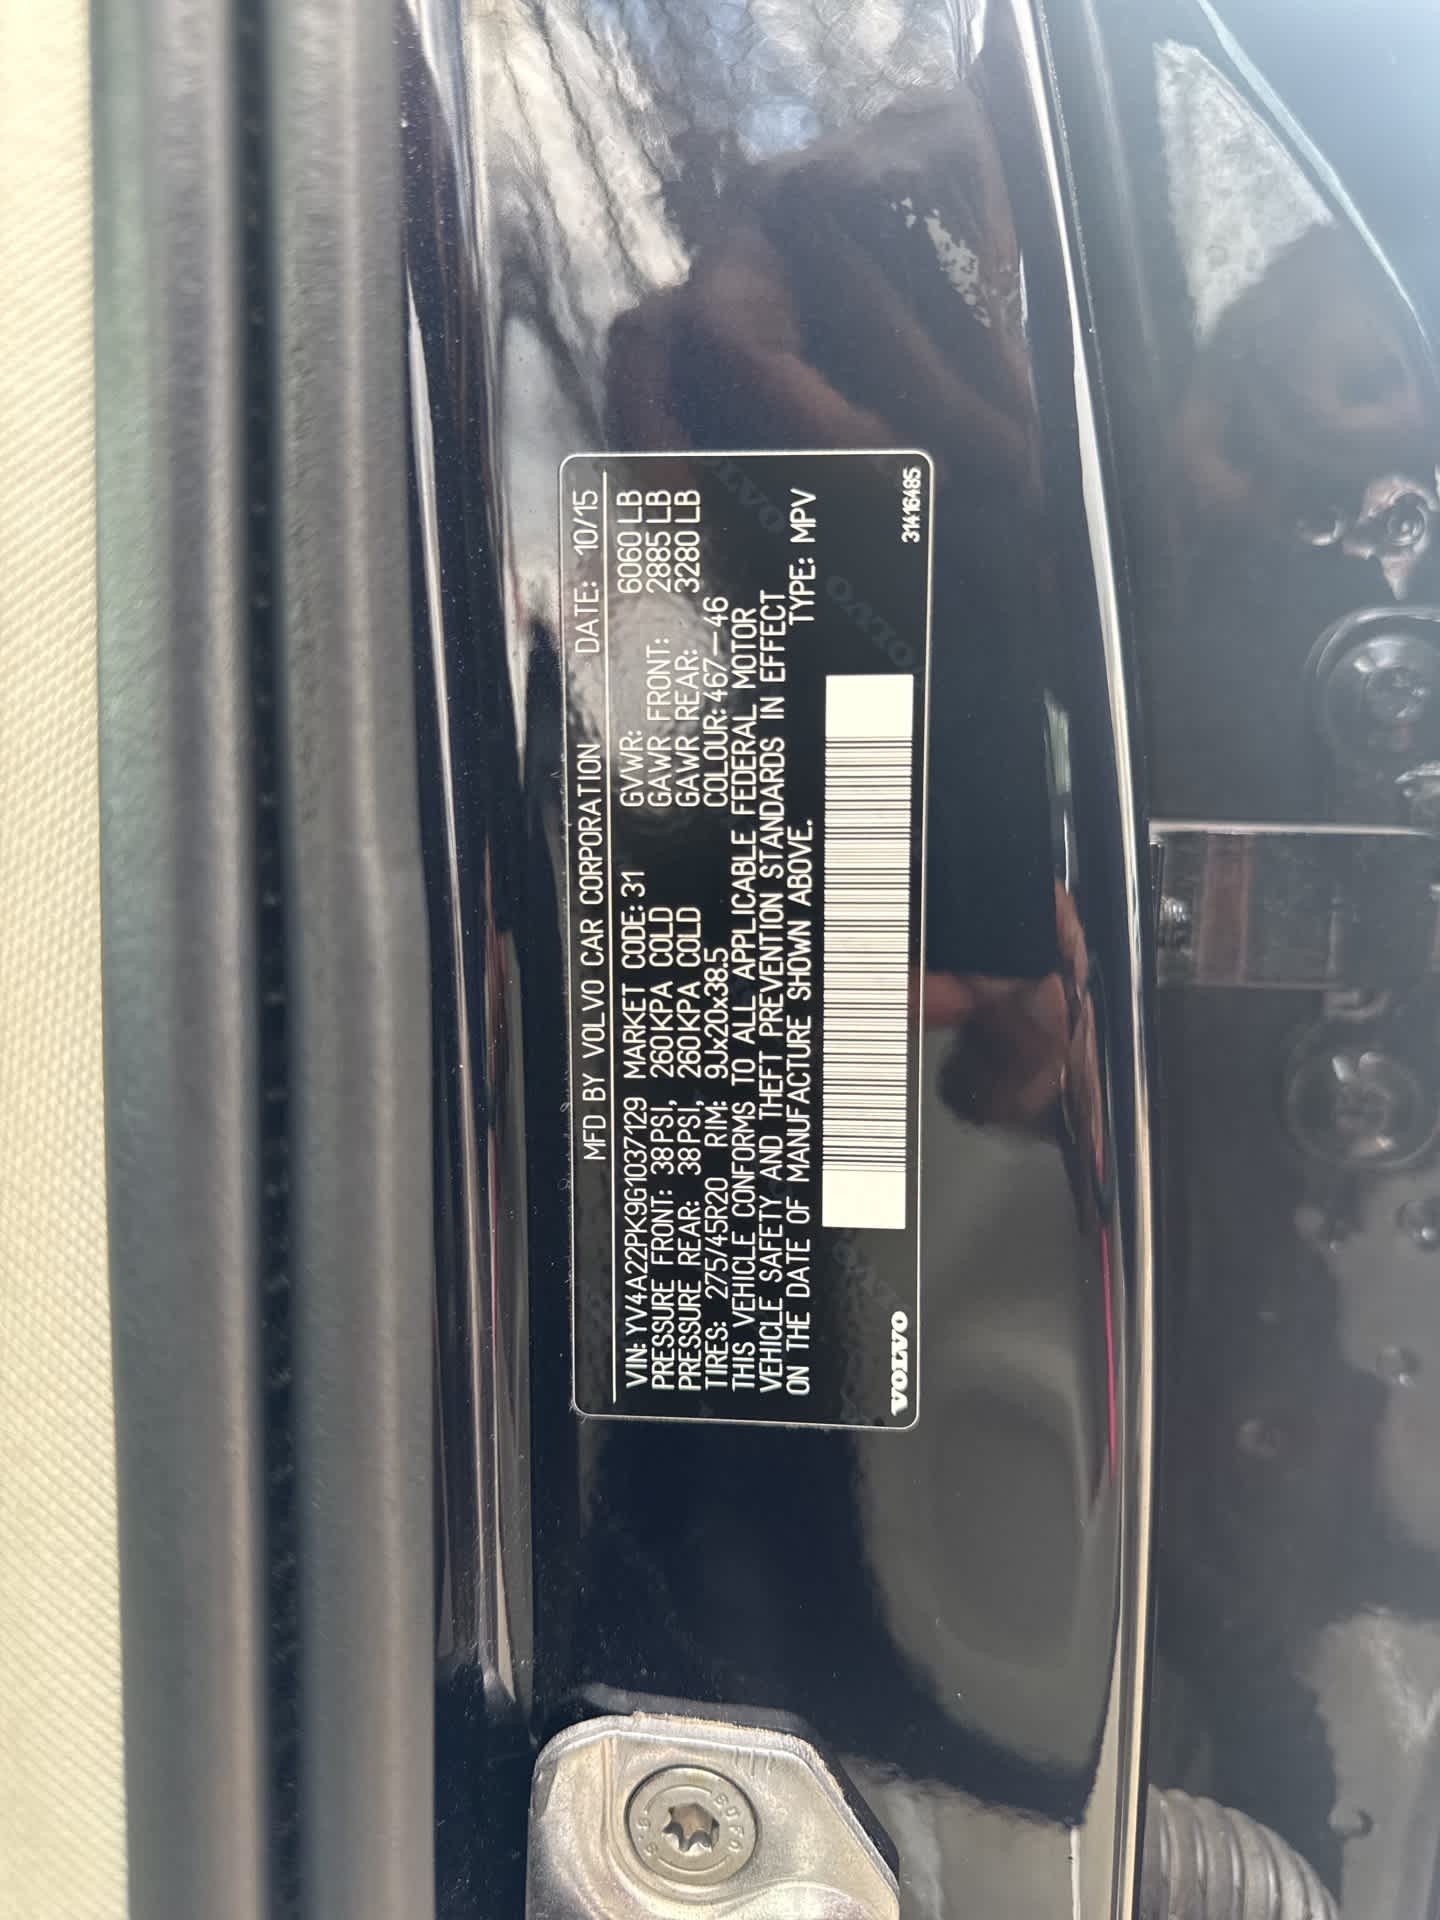 MFD BY VOLVO CAR CORPORATION DATE: 10/15
VIN: YV4A22PK9G1037129 MARKET CODE: 31 GVWR: 6060 LB
PRESSURE FRONT: 38PSI, 260KPA COLD GAWR FRONT: 2885 LB
PRESSURE REAR: 38PSI, 260KPA COLD GAWR REAR: 3280 LB
TIRES: 275/45R20 RIM: 9Jx20x38.5 COLOUR: 467-46
THIS VEHICLE CONFORMS TO ALL APPLICABLE FEDERAL MOTOR
VEHICLE SAFETY AND THEFT PREVENTION STANDARDS IN EFFECT
ON THE DATE OF MANUFACTURE SHOWN ABOVE. TYPE: MPV
VOLVO 31416485